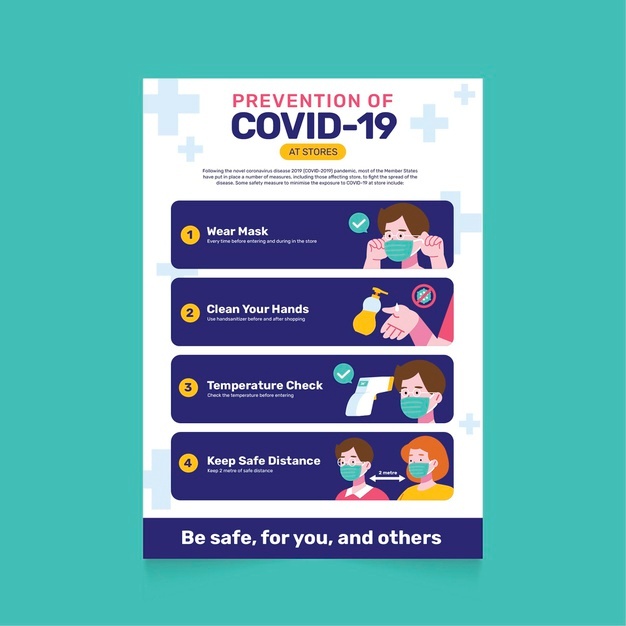 PREVENTION OF
COVID-19
AT STORES
Following the novel coronavirus disease 2019 (COVID-2019) pandemic, most of the Member States
have put in place a number of measures, including those affecting store, to fight the spread of the
disease. Some safety measure to minimise the exposure to COVID-19 at store include:
1 Wear Mask
Every time before entering and during in the store
2 Clean Your Hands
Use handsanitizer before and after shopping
3 Temperature Check
Check the temperature before entering
4 Keep Safe Distance
Keep 2 metre of safe distance
2 metre
Be safe, for you, and others